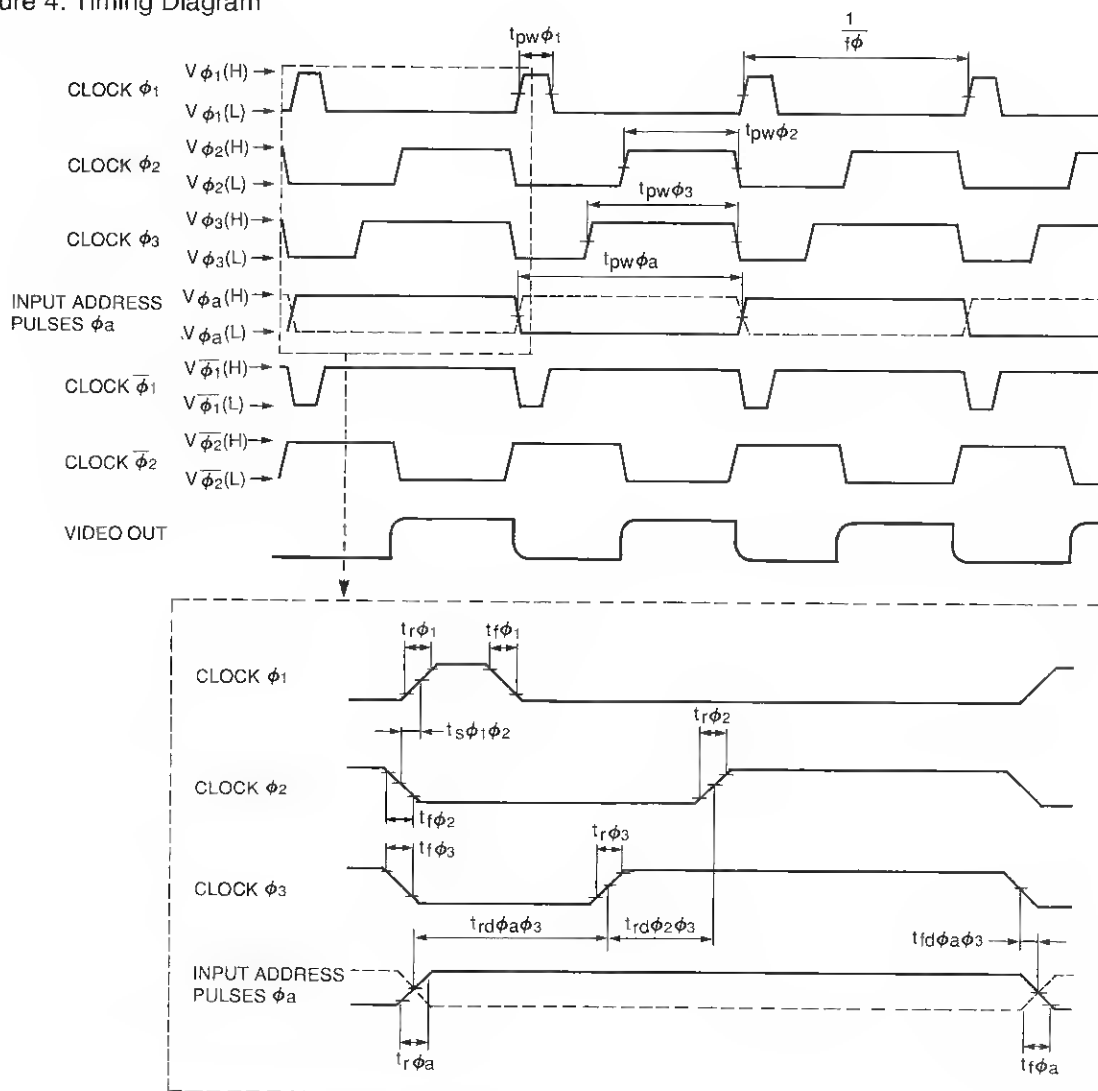 ure 4. Timing Diagram
tpwϕ1
1/fϕ
CLOCK ϕ1
Vϕ1(H)
Vϕ1(L)
tpwϕ2
CLOCK ϕ2
Vϕ2(H)
Vϕ2(L)
tpwϕ3
CLOCK ϕ3
Vϕ3(H)
Vϕ3(L)
tpwϕa
INPUT ADDRESS
PULSES ϕa
Vϕa(H)
Vϕa(L)
CLOCK ϕ̅1
Vϕ̅1(H)
Vϕ̅1(L)
CLOCK ϕ̅2
Vϕ̅2(H)
Vϕ̅2(L)
VIDEO OUT
trϕ1
tfϕ1
CLOCK ϕ1
tsϕ1ϕ2
trϕ2
CLOCK ϕ2
tfϕ2
tfϕ3
trϕ3
CLOCK ϕ3
trdϕaϕ3
trdϕ2ϕ3
tfdϕaϕ3
INPUT ADDRESS
PULSES ϕa
trϕa
tfϕa